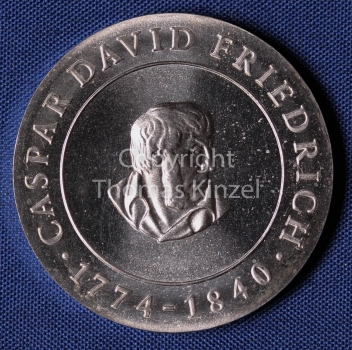 · CASPAR DAVID FRIEDRICH ·
1774-1840
Copyright
Thomas Kinzel